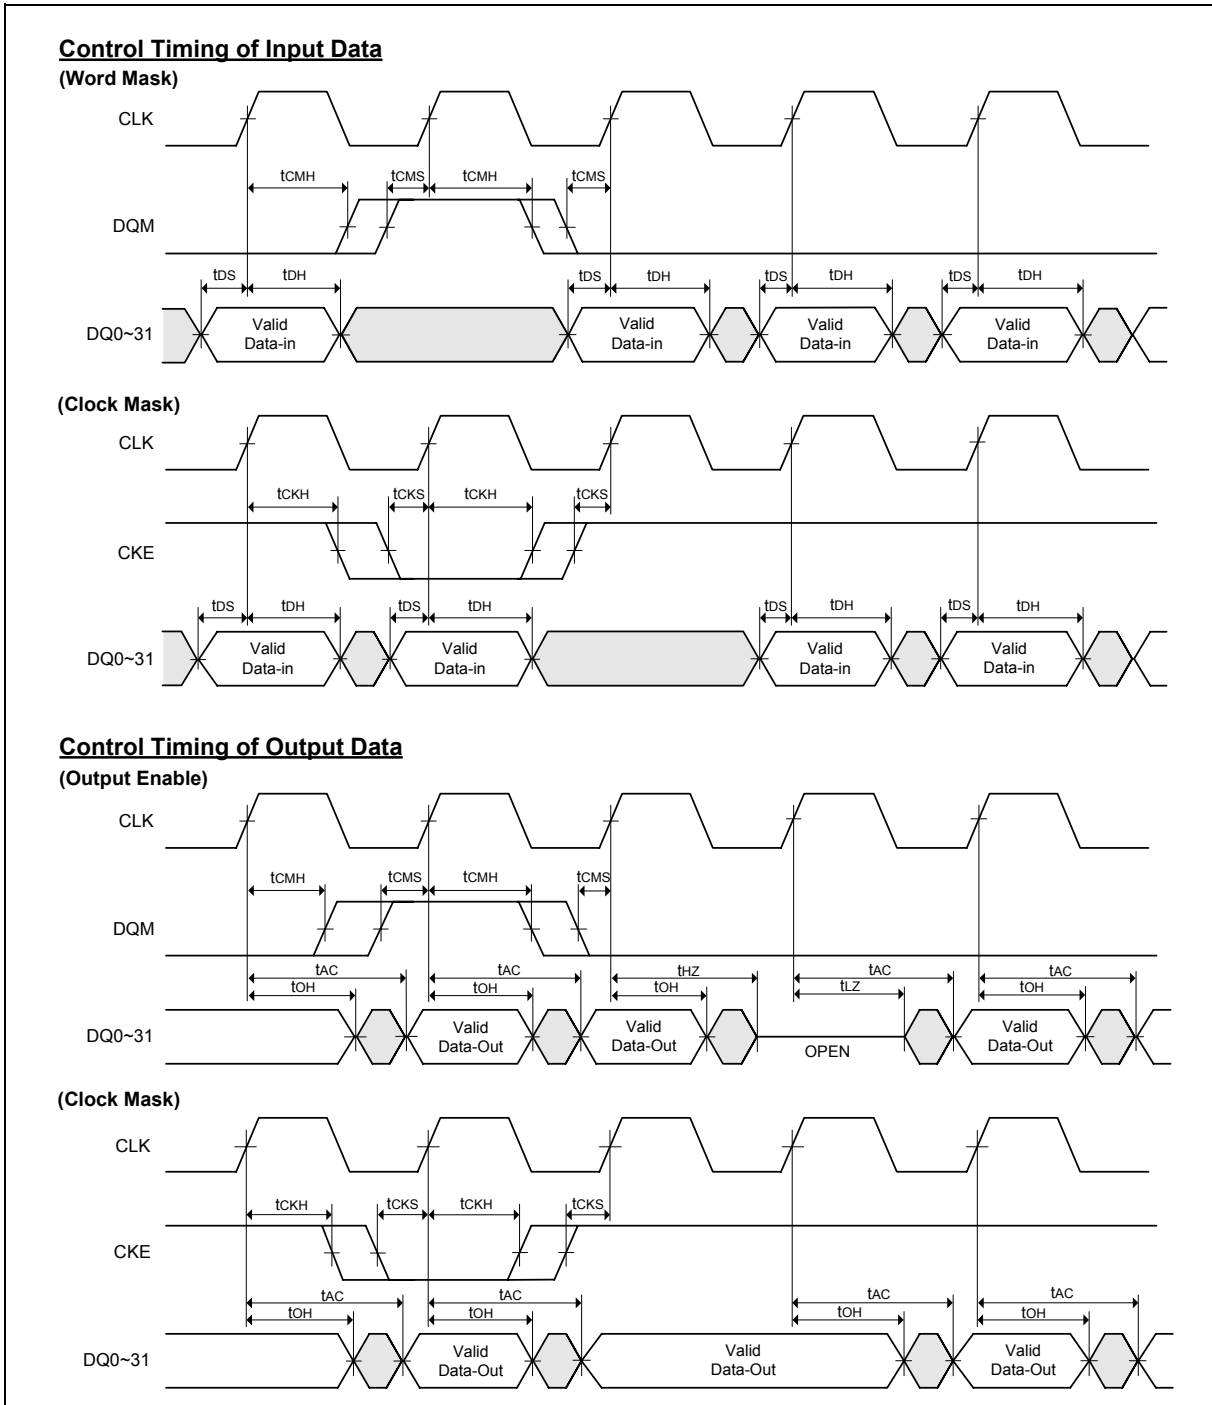 Control Timing of Input Data
(Word Mask)
CLK
tCMH tCMS tCMH tCMS
DQM
tDS tDH tDS tDH tDS tDH tDS tDH
DQ0~31
Valid Data-in
Valid Data-in
Valid Data-in
Valid Data-in
(Clock Mask)
CLK
tCKH tCKS tCKH tCKS
CKE
tDS tDH tDS tDH tDS tDH tDS tDH
DQ0~31
Valid Data-in
Valid Data-in
Valid Data-in
Valid Data-in
Control Timing of Output Data
(Output Enable)
CLK
tCMH tCMS tCMH tCMS
DQM
tAC tAC tHZ tAC tAC
tOH tOH tOH tLZ tOH
DQ0~31
Valid Data-Out
Valid Data-Out
OPEN
Valid Data-Out
(Clock Mask)
CLK
tCKH tCKS tCKH tCKS
CKE
tAC tAC tAC tAC
tOH tOH tOH tOH
DQ0~31
Valid Data-Out
Valid Data-Out
Valid Data-Out